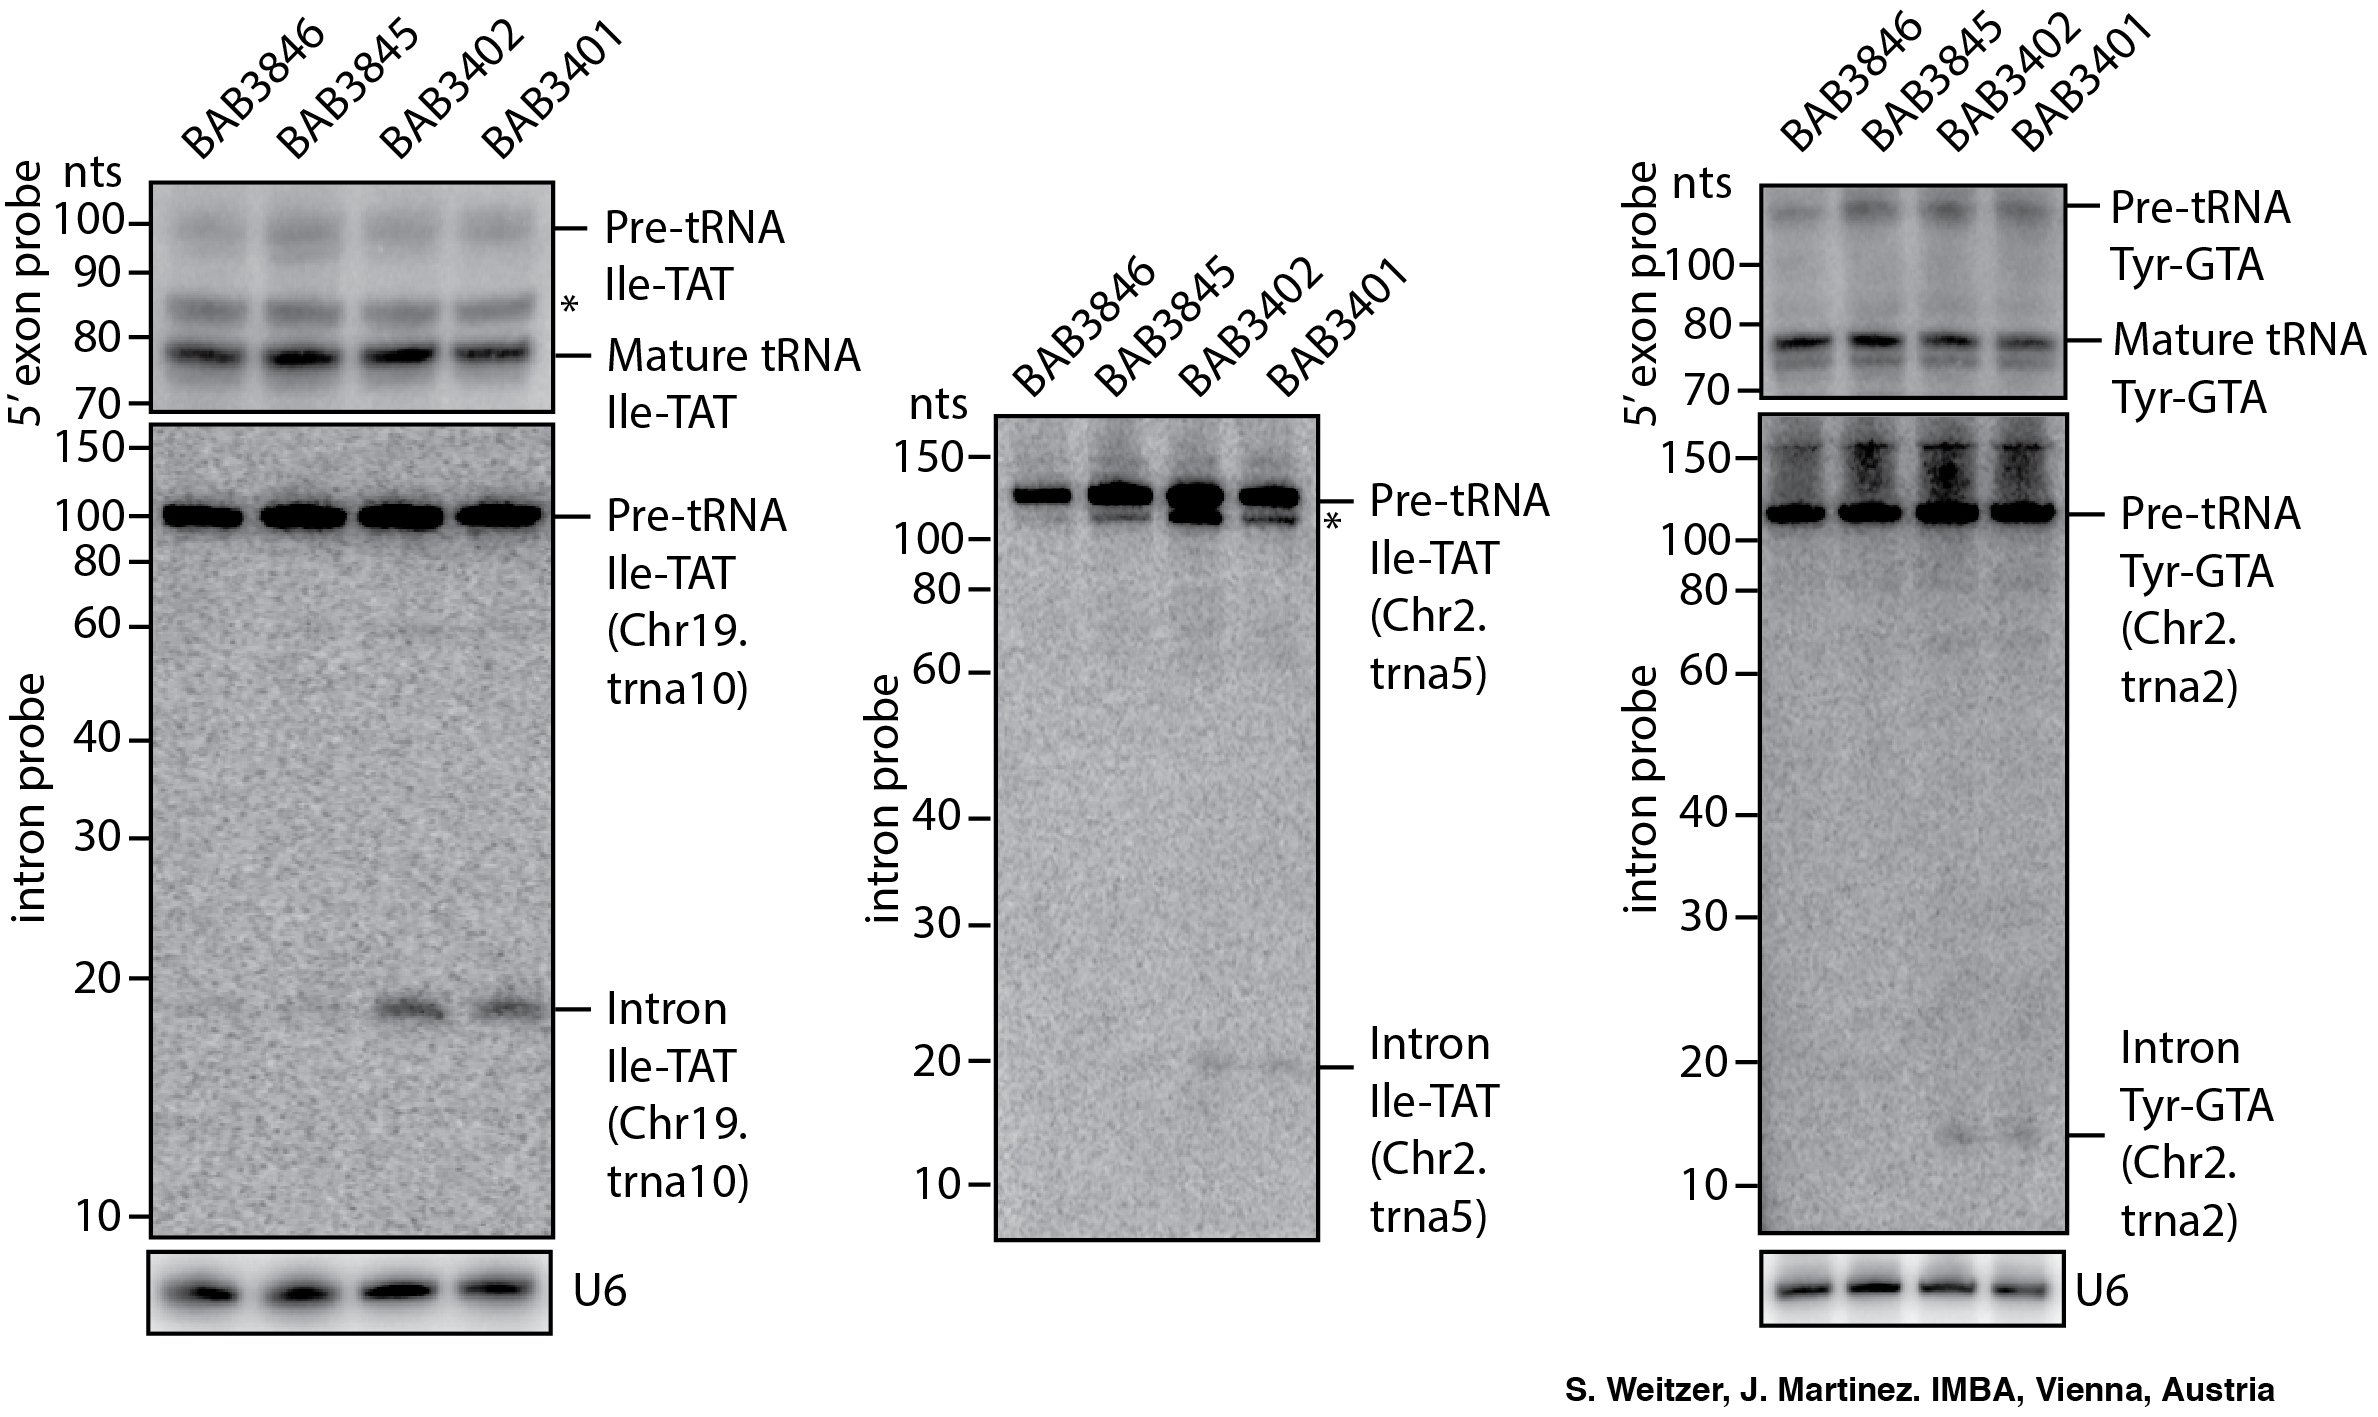 BAB3846
BAB3845
BAB3402
BAB3401
nts
5′ exon probe
100
90
80
70
Pre-tRNA
Ile-TAT
*
Mature tRNA
Ile-TAT
intron probe
150
100
80
60
40
30
20
10
Pre-tRNA
Ile-TAT
(Chr19.
trna10)
Intron
Ile-TAT
(Chr19.
trna10)
U6
BAB3846
BAB3845
BAB3402
BAB3401
nts
intron probe
150
100
80
60
40
30
20
10
Pre-tRNA
*
Ile-TAT
(Chr2.
trna5)
Intron
Ile-TAT
(Chr2.
trna5)
BAB3846
BAB3845
BAB3402
BAB3401
nts
5′ exon probe
100
80
70
Pre-tRNA
Tyr-GTA
Mature tRNA
Tyr-GTA
intron probe
150
100
80
60
40
30
20
10
Pre-tRNA
Tyr-GTA
(Chr2.
trna2)
Intron
Tyr-GTA
(Chr2.
trna2)
U6
S. Weitzer, J. Martinez. IMBA, Vienna, Austria